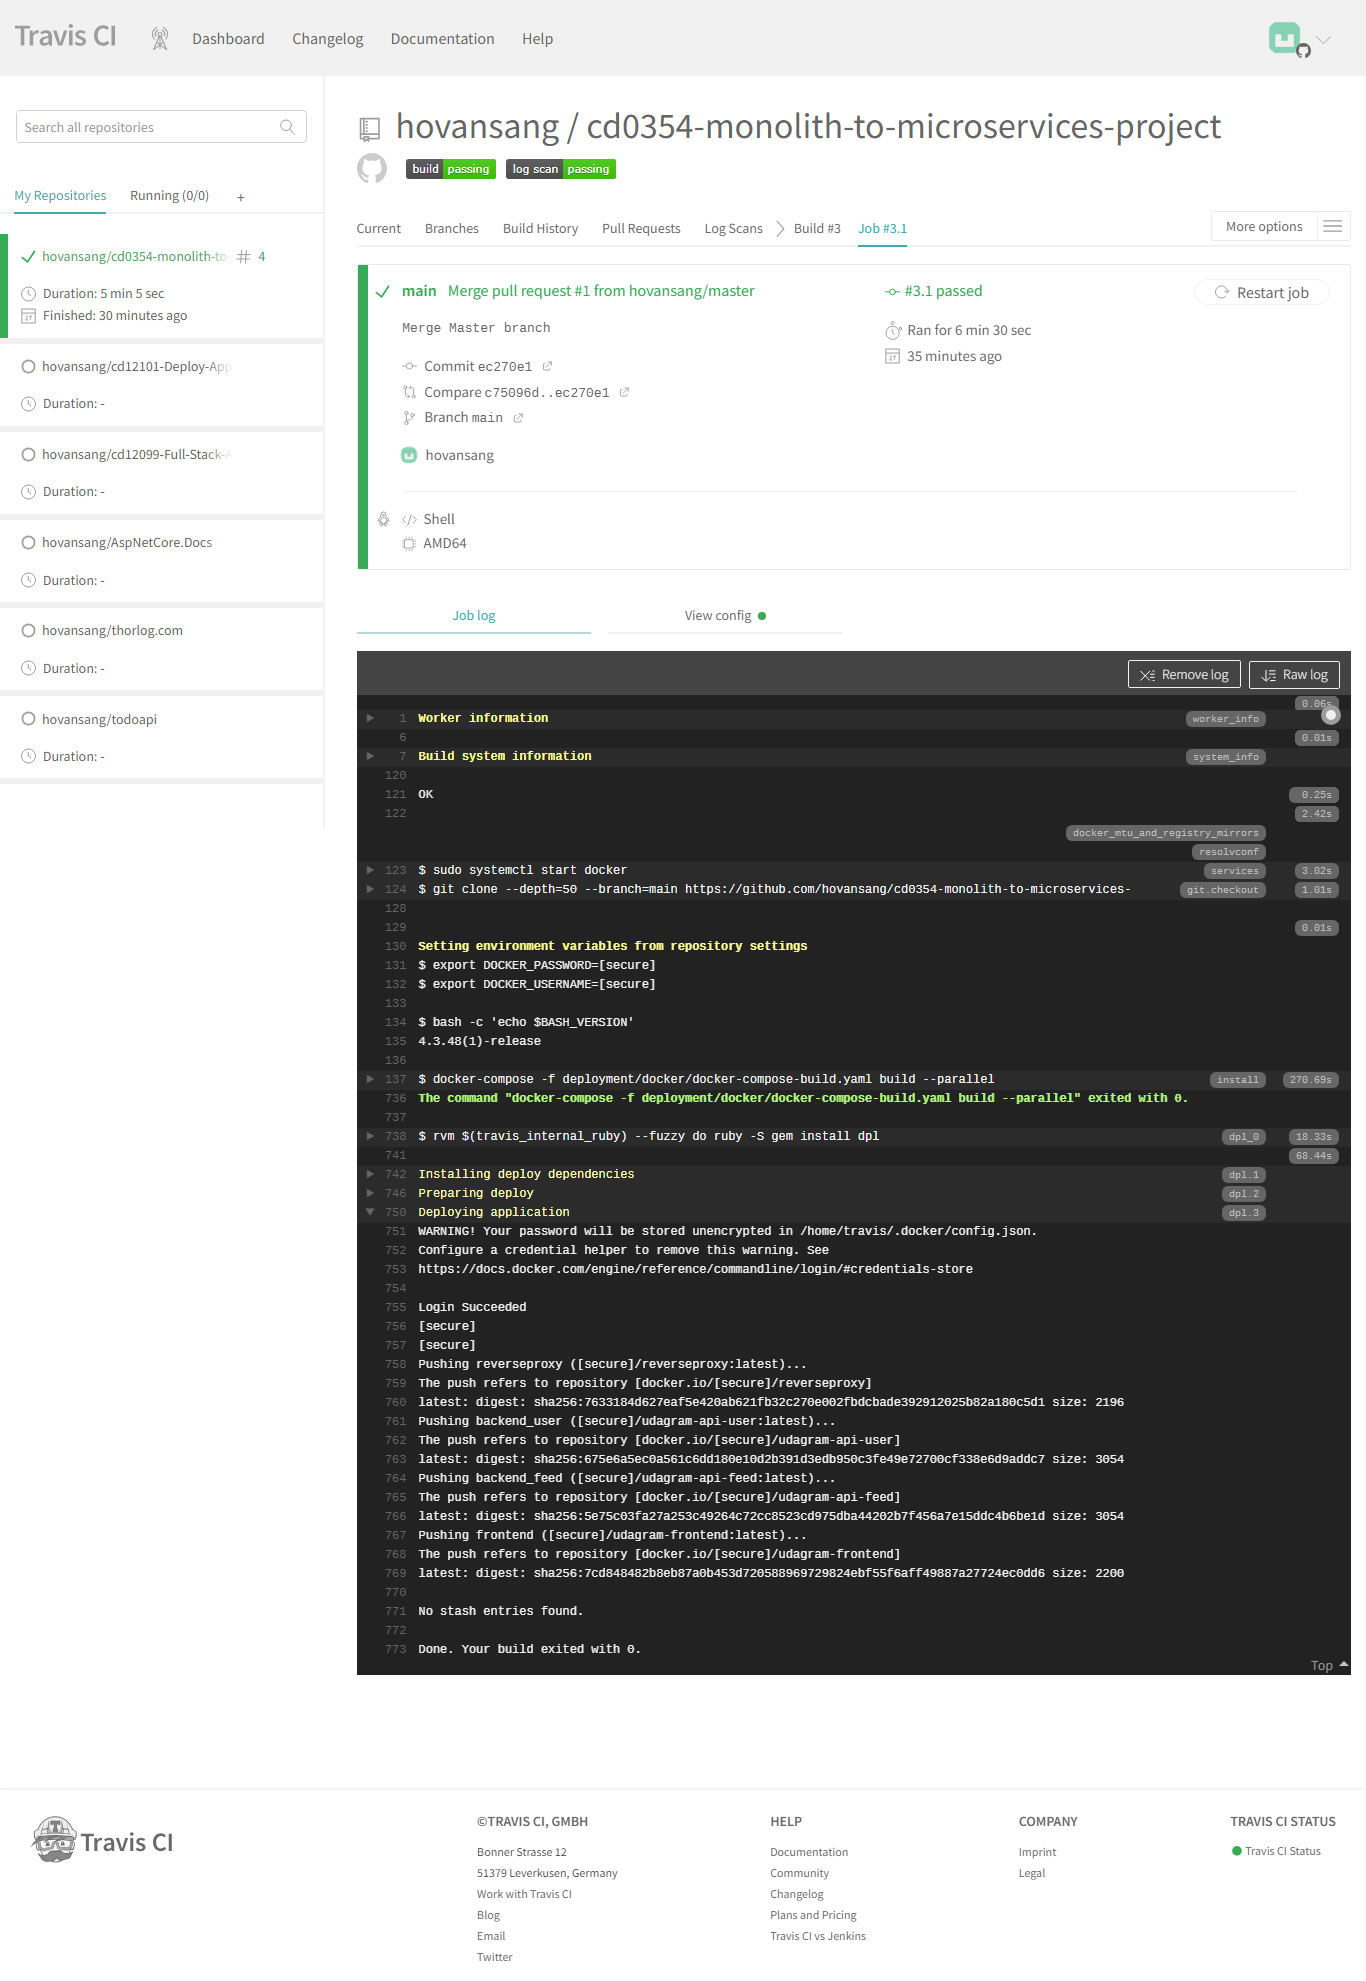 Travis CI
Dashboard
Changelog
Documentation
Help
Search all repositories
My Repositories
Running (0/0)
+
hovansang/cd0354-monolith-to-
# 4
Duration: 5 min 5 sec
Finished: 30 minutes ago
hovansang/cd12101-Deploy-App
Duration: -
hovansang/cd12099-Full-Stack-A
Duration: -
hovansang/AspNetCore.Docs
Duration: -
hovansang/thorlog.com
Duration: -
hovansang/todoapi
Duration: -
hovansang / cd0354-monolith-to-microservices-project
build passing
log scan passing
Current
Branches
Build History
Pull Requests
Log Scans
Build #3
Job #3.1
More options
main Merge pull request #1 from hovansang/master
Merge Master branch
Commit ec270e1
Compare c75096d..ec270e1
Branch main
hovansang
#3.1 passed
Ran for 6 min 30 sec
35 minutes ago
Restart job
Shell
AMD64
Job log
View config
Remove log
Raw log
0.06s
1 Worker information worker_info
6 0.01s
7 Build system information system_info
120
121 OK 0.25s
122 2.42s
docker_mtu_and_registry_mirrors
resolvconf
123 $ sudo systemctl start docker services 3.02s
124 $ git clone --depth=50 --branch=main https://github.com/hovansang/cd0354-monolith-to-microservices- git.checkout 1.01s
128
129 0.01s
130 Setting environment variables from repository settings
131 $ export DOCKER_PASSWORD=[secure]
132 $ export DOCKER_USERNAME=[secure]
133
134 $ bash -c 'echo $BASH_VERSION'
135 4.3.48(1)-release
136
137 $ docker-compose -f deployment/docker/docker-compose-build.yaml build --parallel install 270.69s
736 The command "docker-compose -f deployment/docker/docker-compose-build.yaml build --parallel" exited with 0.
737
738 $ rvm $(travis_internal_ruby) --fuzzy do ruby -S gem install dpl dpl_0 18.33s
741 68.44s
742 Installing deploy dependencies dpl.1
746 Preparing deploy dpl.2
750 Deploying application dpl.3
751 WARNING! Your password will be stored unencrypted in /home/travis/.docker/config.json.
752 Configure a credential helper to remove this warning. See
753 https://docs.docker.com/engine/reference/commandline/login/#credentials-store
754
755 Login Succeeded
756 [secure]
757 [secure]
758 Pushing reverseproxy ([secure]/reverseproxy:latest)...
759 The push refers to repository [docker.io/[secure]/reverseproxy]
760 latest: digest: sha256:7633184d627eaf5e420ab621fb32c270e002fbdcbade392912025b82a180c5d1 size: 2196
761 Pushing backend_user ([secure]/udagram-api-user:latest)...
762 The push refers to repository [docker.io/[secure]/udagram-api-user]
763 latest: digest: sha256:675e6a5ec0a561c6dd180e10d2b391d3edb950c3fe49e72700cf338e6d9addc7 size: 3054
764 Pushing backend_feed ([secure]/udagram-api-feed:latest)...
765 The push refers to repository [docker.io/[secure]/udagram-api-feed]
766 latest: digest: sha256:5e75c03fa27a253c49264c72cc8523cd975dba44202b7f456a7e15ddc4b6be1d size: 3054
767 Pushing frontend ([secure]/udagram-frontend:latest)...
768 The push refers to repository [docker.io/[secure]/udagram-frontend]
769 latest: digest: sha256:7cd848482b8eb87a0b453d720588969729824ebf55f6aff49887a27724ec0dd6 size: 2200
770
771 No stash entries found.
772
773 Done. Your build exited with 0.
Top
Travis CI
©TRAVIS CI, GMBH
Bonner Strasse 12
51379 Leverkusen, Germany
Work with Travis CI
Blog
Email
Twitter
HELP
Documentation
Community
Changelog
Plans and Pricing
Travis CI vs Jenkins
COMPANY
Imprint
Legal
TRAVIS CI STATUS
Travis CI Status